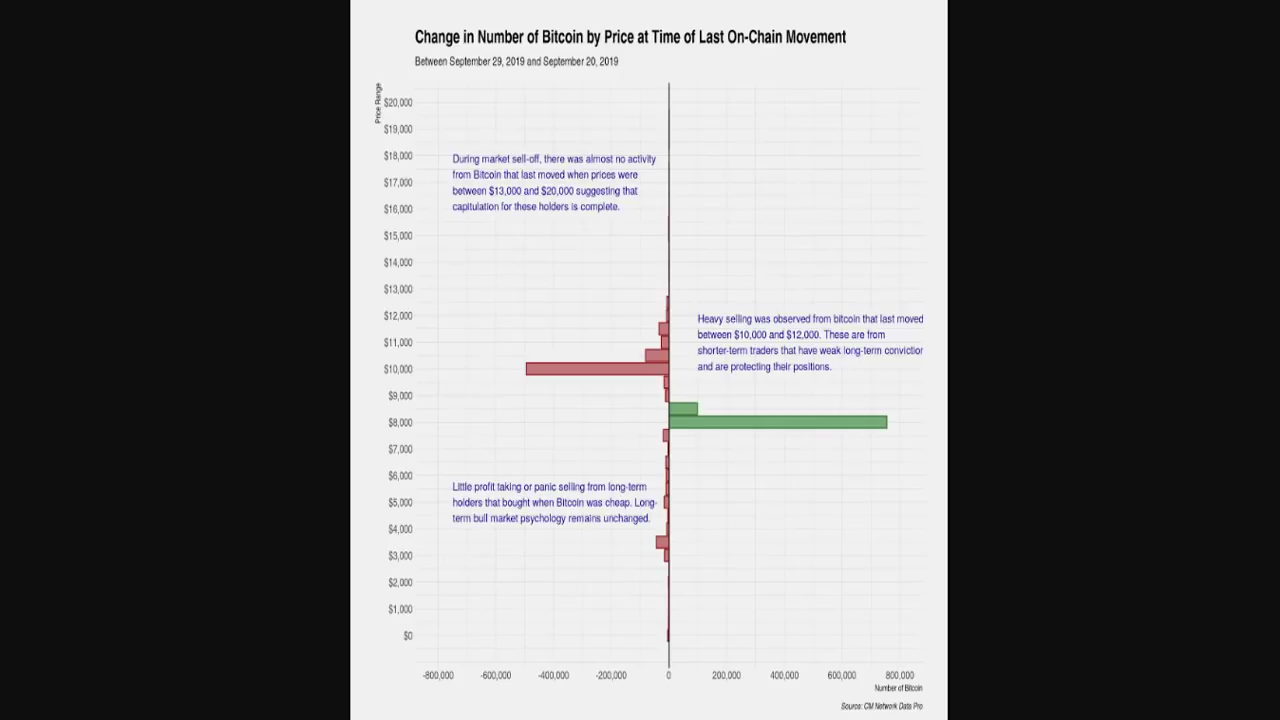 Change in Number of Bitcoin by Price at Time of Last On-Chain Movement
Between September 29, 2019 and September 20, 2019
Price Range
$20,000
$19,000
$18,000
$17,000
$16,000
$15,000
$14,000
$13,000
$12,000
$11,000
$10,000
$9,000
$8,000
$7,000
$6,000
$5,000
$4,000
$3,000
$2,000
$1,000
$0
During market sell-off, there was almost no activity
from Bitcoin that last moved when prices were
between $13,000 and $20,000 suggesting that
capitulation for these holders is complete.
Heavy selling was observed from bitcoin that last moved
between $10,000 and $12,000. These are from
shorter-term traders that have weak long-term convictior
and are protecting their positions.
Little profit taking or panic selling from long-term
holders that bought when Bitcoin was cheap. Long-
term bull market psychology remains unchanged.
-800,000 -600,000 -400,000 -200,000 0 200,000 400,000 600,000 800,000
Number of Bitcoin
Source: CM Network Data Pro